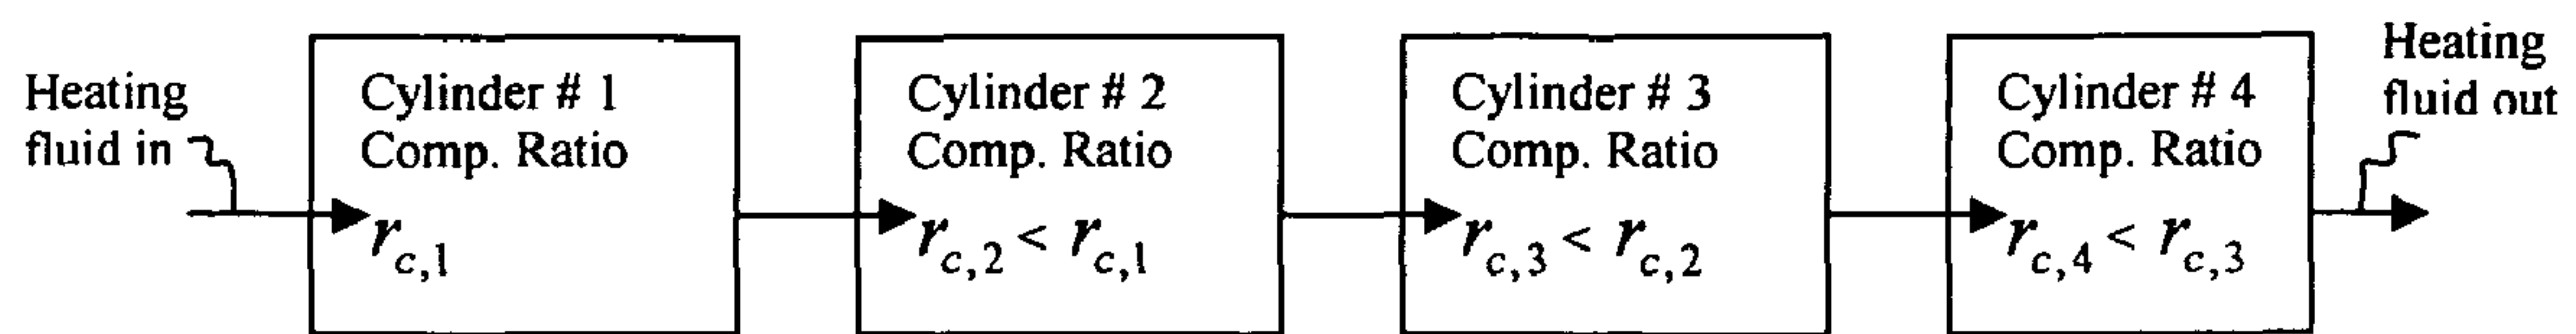 Heating
fluid in
Cylinder # 1
Comp. Ratio
r_{c,1}
Cylinder # 2
Comp. Ratio
r_{c,2} < r_{c,1}
Cylinder # 3
Comp. Ratio
r_{c,3} < r_{c,2}
Cylinder # 4
Comp. Ratio
r_{c,4} < r_{c,3}
Heating
fluid out